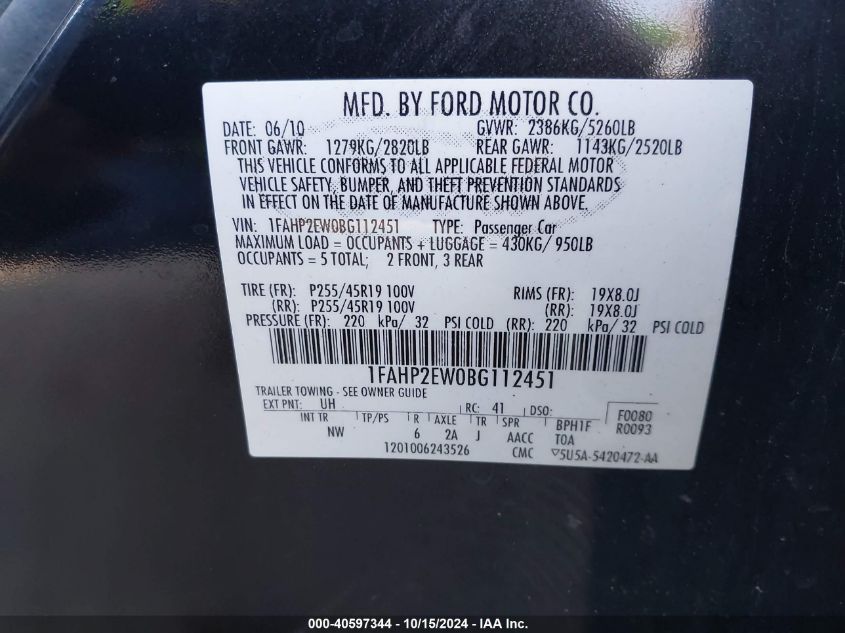 MFD. BY FORD MOTOR CO.
DATE: 06/10 GVWR: 2386KG/5260LB
FRONT GAWR: 1279KG/2820LB REAR GAWR: 1143KG/2520LB
THIS VEHICLE CONFORMS TO ALL APPLICABLE FEDERAL MOTOR
VEHICLE SAFETY, BUMPER, AND THEFT PREVENTION STANDARDS
IN EFFECT ON THE DATE OF MANUFACTURE SHOWN ABOVE.
VIN: 1FAHP2EW0BG112451 TYPE: Passenger Car
MAXIMUM LOAD = OCCUPANTS + LUGGAGE = 430KG/950LB
OCCUPANTS = 5 TOTAL; 2 FRONT, 3 REAR
TIRE (FR): P255/45R19 100V RIMS (FR): 19X8.0J
(RR): P255/45R19 100V (RR): 19X8.0J
PRESSURE (FR): 220 kPa/ 32 PSI COLD (RR): 220 kPa/ 32 PSI COLD
1FAHP2EW0BG112451
TRAILER TOWING - SEE OWNER GUIDE
EXT PNT: UH RC: 41 DSO: F0080
INT TR TP/PS R AXLE TR SPR BPH1F R0093
NW 6 2A J AACC TOA
1201006243526 CMC ▽5U5A-5420472-AA
000-40597344 - 10/15/2024 - IAA Inc.